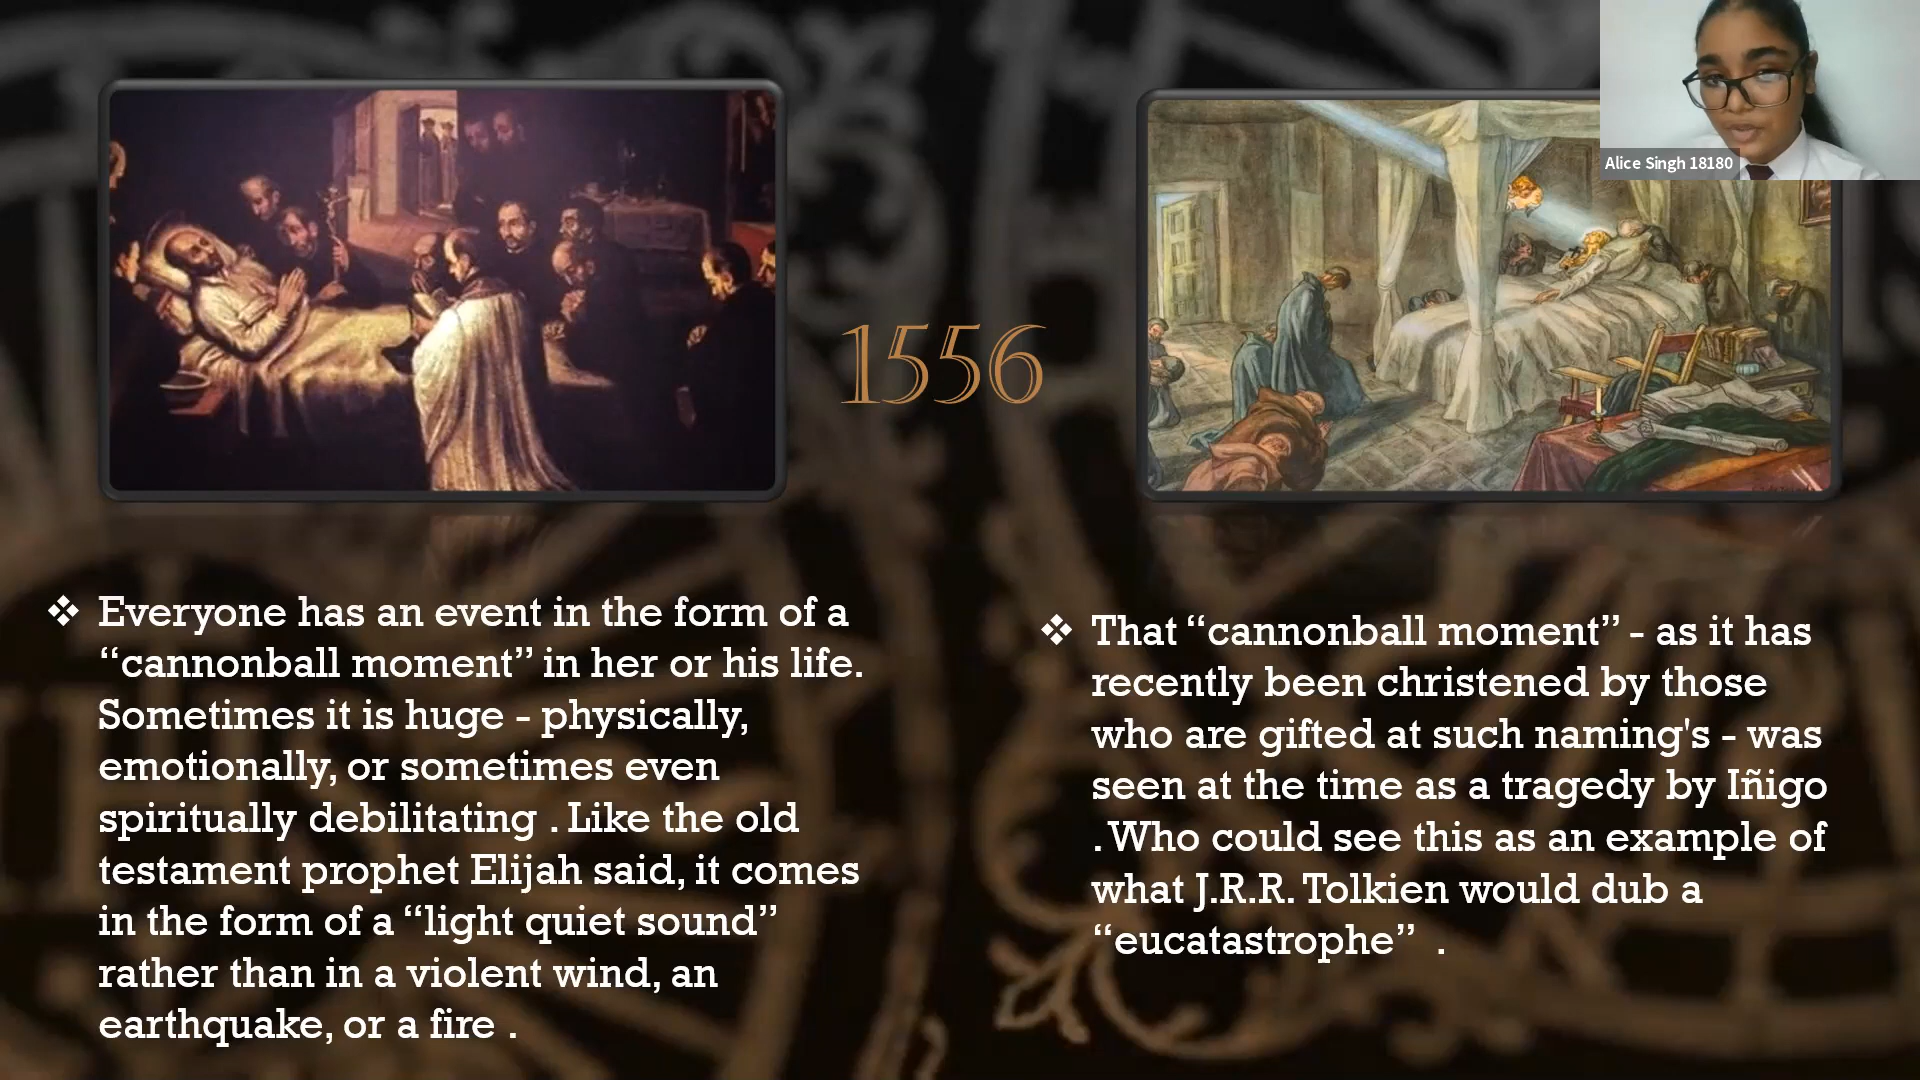 Alice Singh 18180
1556
❖ Everyone has an event in the form of a
“cannonball moment” in her or his life.
Sometimes it is huge - physically,
emotionally, or sometimes even
spiritually debilitating . Like the old
testament prophet Elijah said, it comes
in the form of a “light quiet sound”
rather than in a violent wind, an
earthquake, or a fire .
❖ That “cannonball moment” - as it has
recently been christened by those
who are gifted at such naming's - was
seen at the time as a tragedy by Iñigo
. Who could see this as an example of
what J.R.R. Tolkien would dub a
“eucatastrophe” .